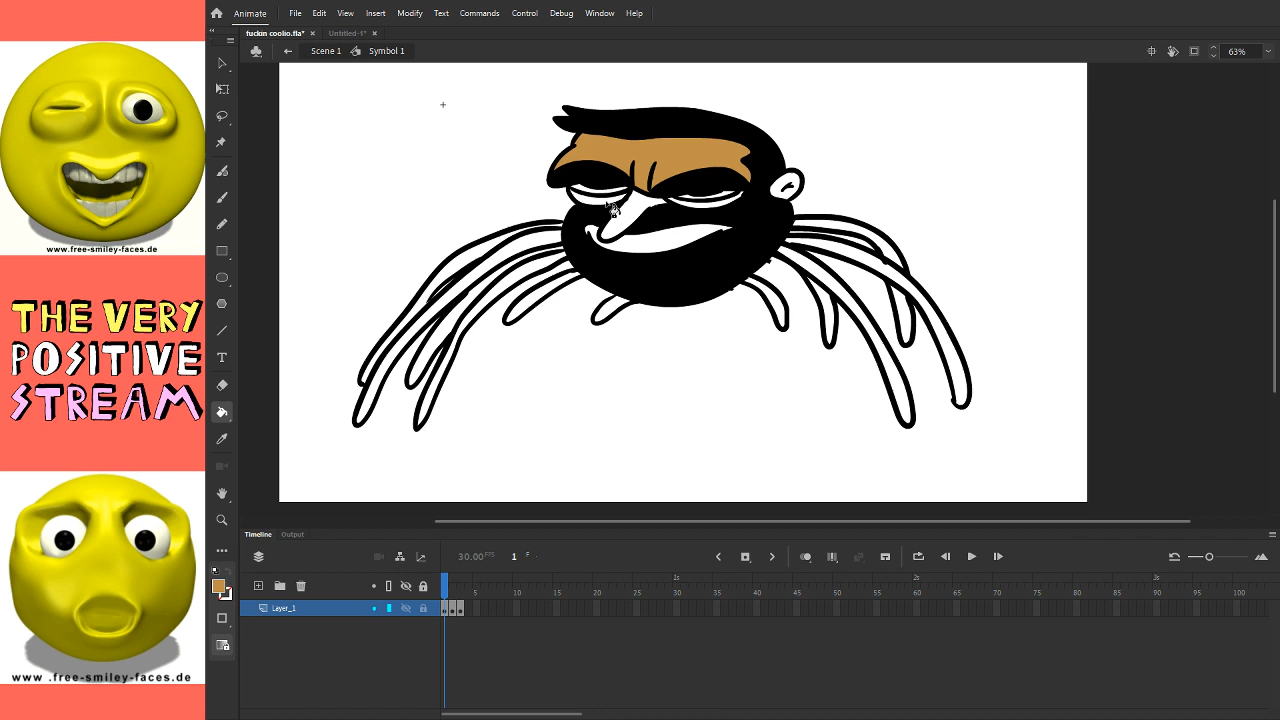 Animate File Edit View Insert Modify Text Commands Control Debug Window Help
fuckin coolio.fla* × Untitled-1* ×
Scene 1 Symbol 1 63%
www.free-smiley-faces.de
THE VERY
POSITIVE
STREAM
www .free-smiley-faces.de
Timeline Output
30.00 FPS 1 F
1s 2s 3s
5 10 15 20 25 30 35 40 45 50 55 60 65 70 75 80 85 90 95 100
Layer_1